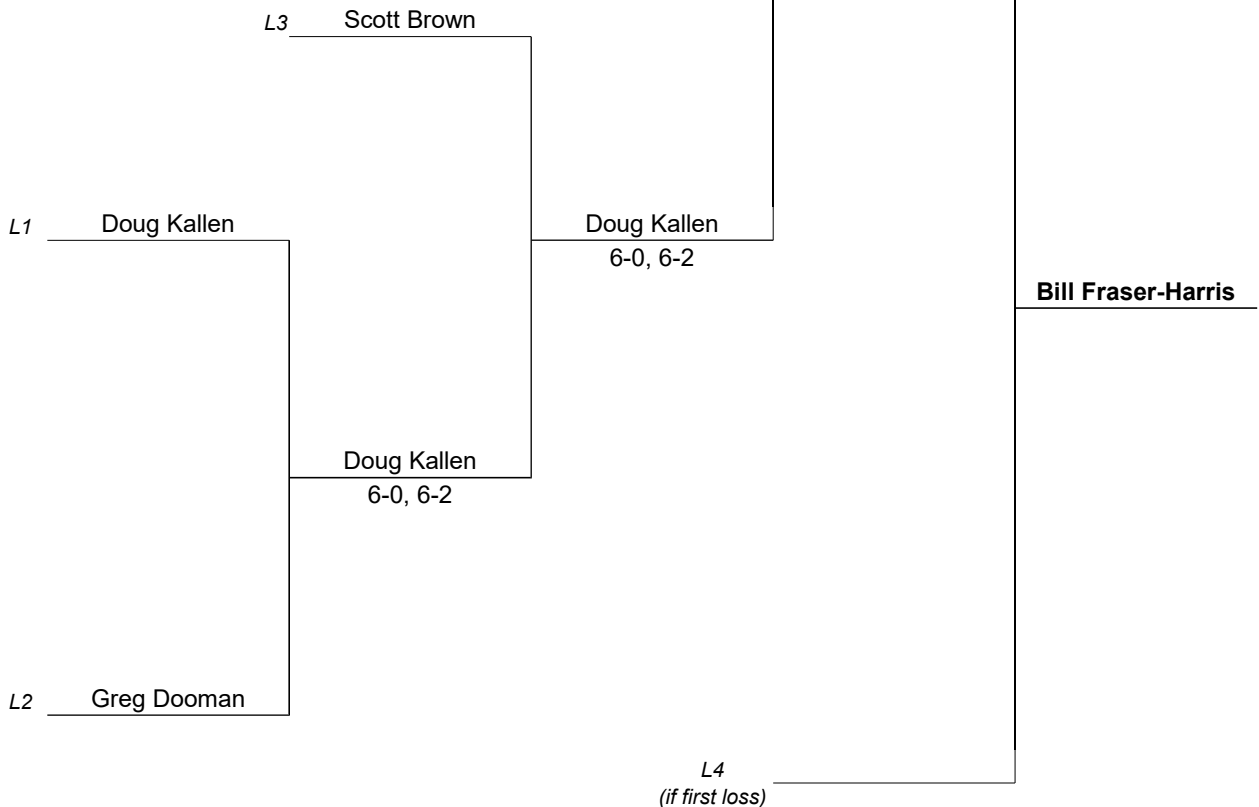 L3 Scott Brown
L1 Doug Kallen
Doug Kallen
6-0, 6-2
Bill Fraser-Harris
Doug Kallen
6-0, 6-2
L2 Greg Dooman
L4
(if first loss)